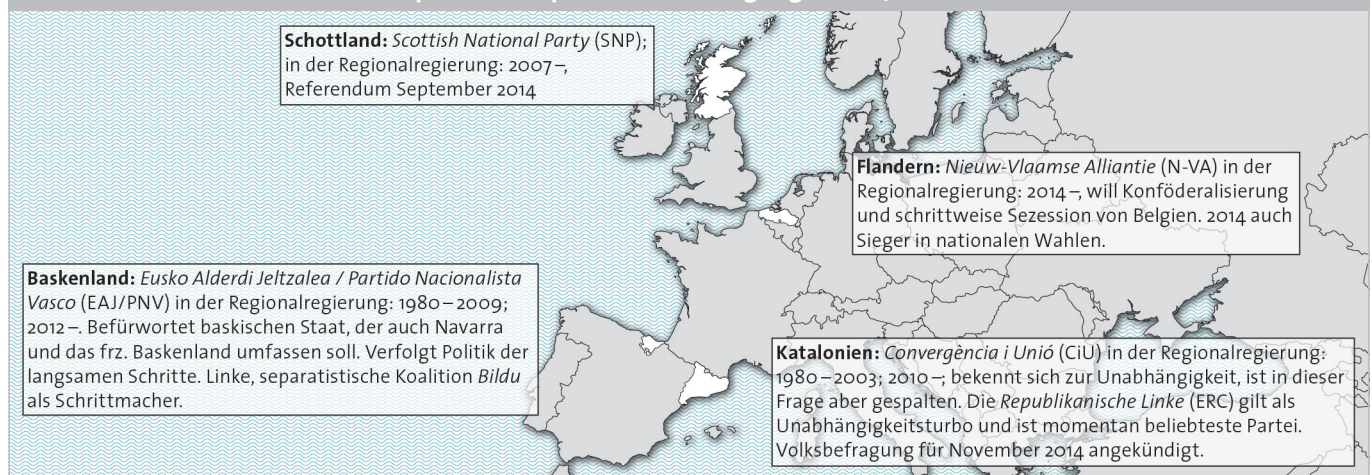 Schottland: Scottish National Party (SNP);
in der Regionalregierung: 2007–,
Referendum September 2014
Flandern: Nieuw-Vlaamse Alliantie (N-VA) in der
Regionalregierung: 2014–, will Konföderalisierung
und schrittweise Sezession von Belgien. 2014 auch
Sieger in nationalen Wahlen.
Baskenland: Eusko Alderdi Jeltzalea / Partido Nacionalista
Vasco (EAJ/PNV) in der Regionalregierung: 1980–2009;
2012–. Befürwortet baskischen Staat, der auch Navarra
und das frz. Baskenland umfassen soll. Verfolgt Politik der
langsamen Schritte. Linke, separatistische Koalition Bildu
als Schrittmacher.
Katalonien: Convergència i Unió (CiU) in der Regionalregierung:
1980–2003; 2010–; bekennt sich zur Unabhängigkeit, ist in dieser
Frage aber gespalten. Die Republikanische Linke (ERC) gilt als
Unabhängigkeitsturbo und ist momentan beliebteste Partei.
Volksbefragung für November 2014 angekündigt.